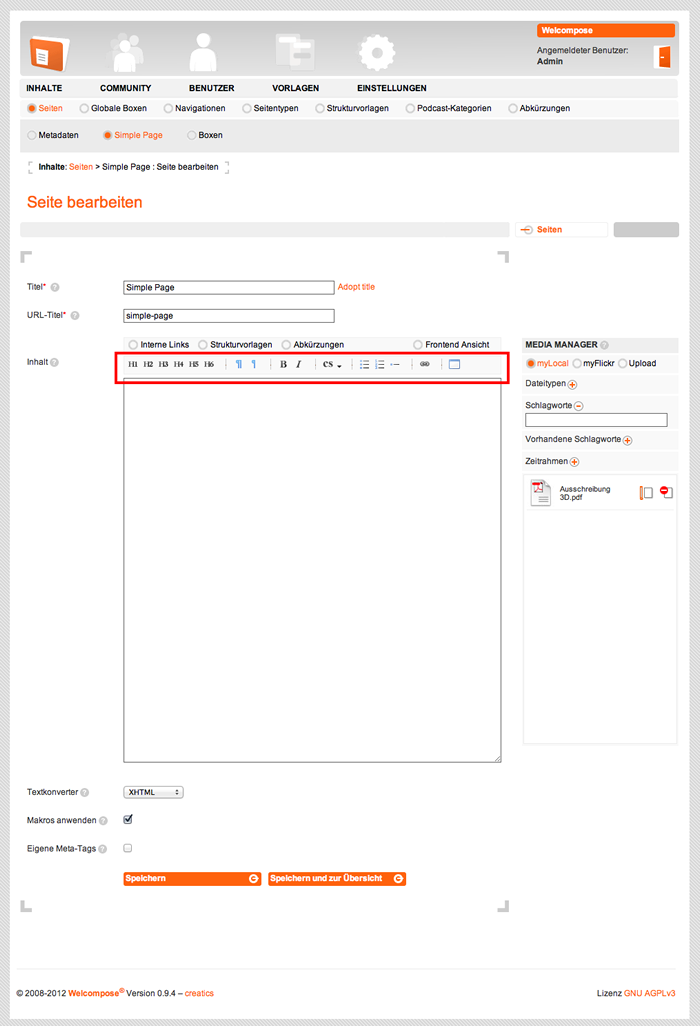 Welcompose
Angemeldeter Benutzer:
Admin
INHALTE COMMUNITY BENUTZER VORLAGEN EINSTELLUNGEN
Seiten Globale Boxen Navigationen Seitentypen Strukturvorlagen Podcast-Kategorien Abkürzungen
Metadaten Simple Page Boxen
Inhalte: Seiten > Simple Page : Seite bearbeiten
Seite bearbeiten
Seiten
Titel* ? Simple Page Adopt title
URL-Titel* ? simple-page
Interne Links Strukturvorlagen Abkürzungen Frontend Ansicht
Inhalt ? H1 H2 H3 H4 H5 H6 ¶ ¶ B I CS
MEDIA MANAGER ?
myLocal myFlickr Upload
Dateitypen
Schlagworte
Vorhandene Schlagworte
Zeitrahmen
Ausschreibung
3D.pdf
Textkonverter ? XHTML
Makros anwenden ?
Eigene Meta-Tags ?
Speichern Speichern und zur Übersicht
© 2008-2012 Welcompose® Version 0.9.4 – creatics Lizenz GNU AGPLv3